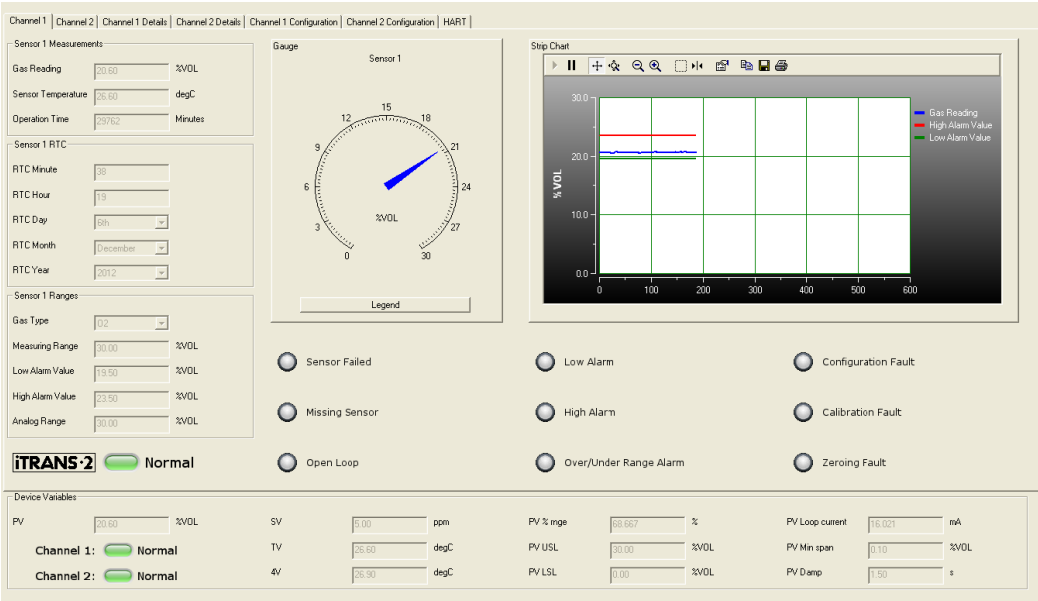 Channel 1 Channel 2 Channel 1 Details Channel 2 Details Channel 1 Configuration Channel 2 Configuration HART
Sensor 1 Measurements
Gas Reading 20.60 %VOL
Sensor Temperature 26.60 degC
Operation Time 29762 Minutes
Sensor 1 RTC
RTC Minute 38
RTC Hour 19
RTC Day 6th
RTC Month December
RTC Year 2012
Sensor 1 Ranges
Gas Type O2
Measuring Range 30.00 %VOL
Low Alarm Value 19.50 %VOL
High Alarm Value 23.50 %VOL
Analog Range 30.00 %VOL
iTRANS·2 Normal
Gauge
Sensor 1
15
12 18
9 21
6 24
%VOL
3 27
0 30
Legend
Strip Chart
30.0
20.0
10.0
0.0
% VOL
0 100 200 300 400 500 600
Gas Reading
High Alarm Value
Low Alarm Value
Sensor Failed Low Alarm Configuration Fault
Missing Sensor High Alarm Calibration Fault
Open Loop Over/Under Range Alarm Zeroing Fault
Device Variables
PV 20.60 %VOL SV 5.00 ppm PV % rnge 68.667 % PV Loop current 16.021 mA
Channel 1: Normal TV 26.60 degC PV USL 30.00 %VOL PV Min span 0.10 %VOL
Channel 2: Normal 4V 26.90 degC PV LSL 0.00 %VOL PV Damp 1.50 s